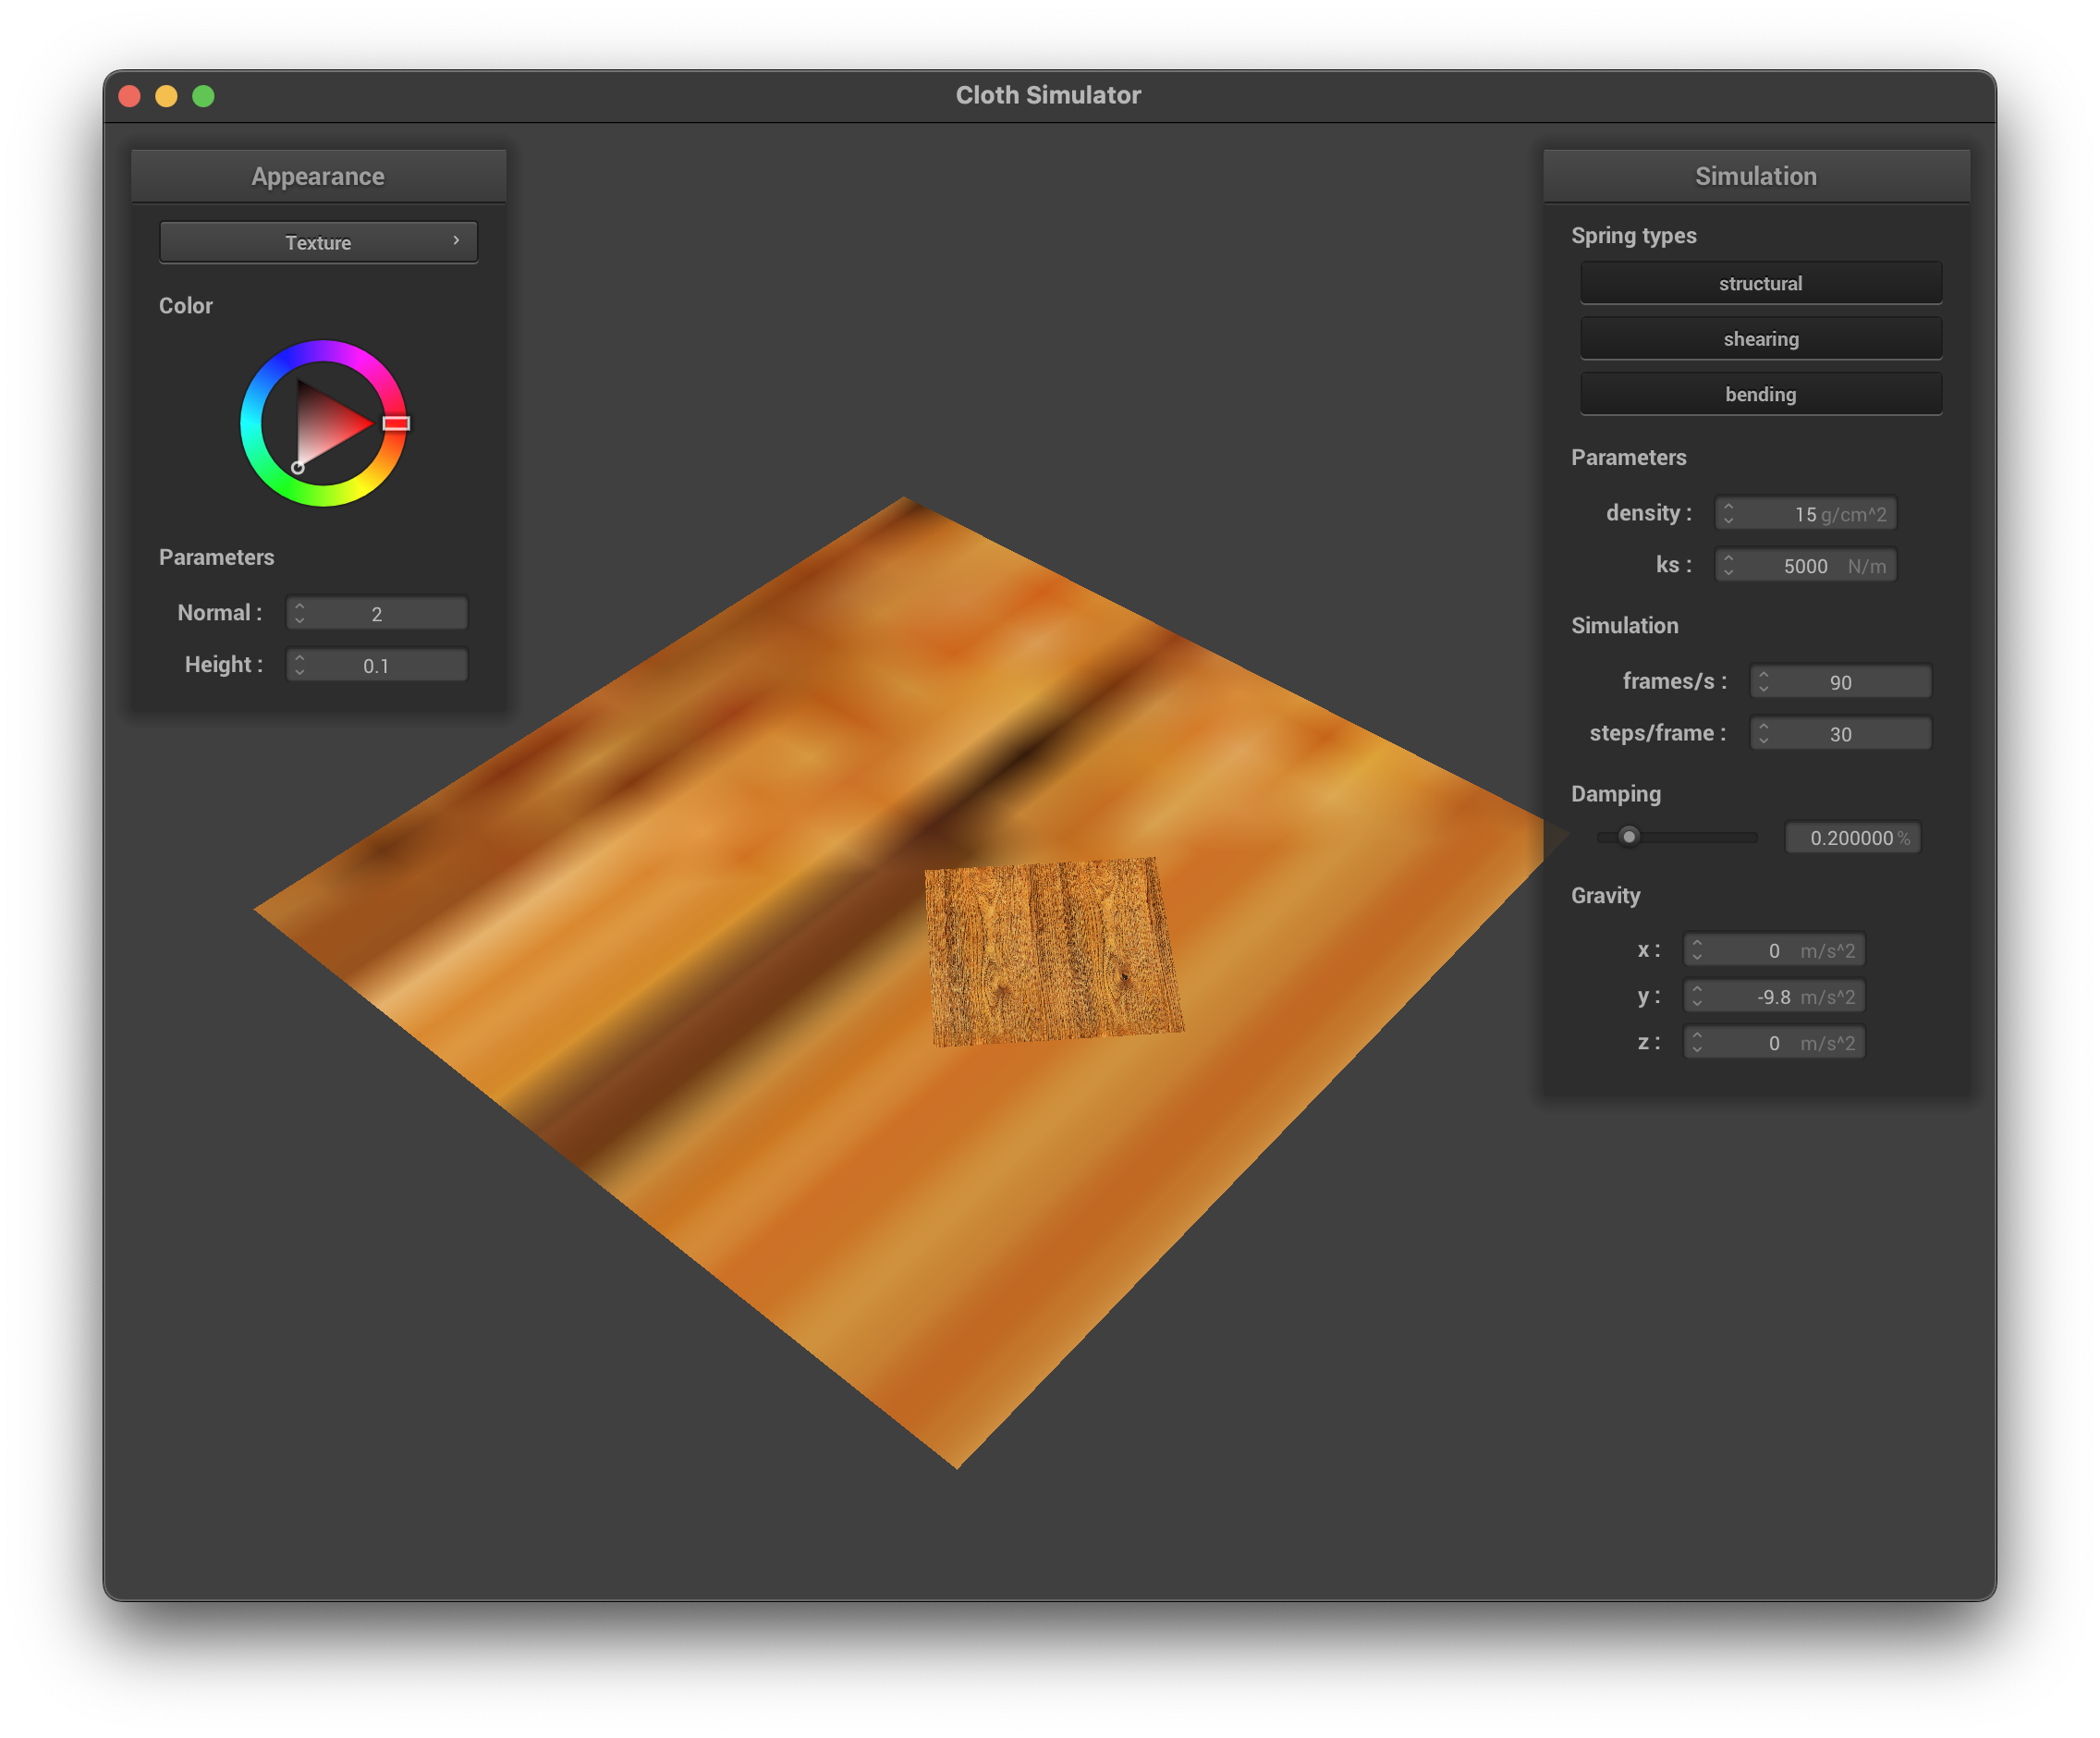 Cloth Simulator
Appearance
Texture
Color
Parameters
Normal : 2
Height : 0.1
Simulation
Spring types
structural
shearing
bending
Parameters
density : 15 g/cm^2
ks : 5000 N/m
Simulation
frames/s : 90
steps/frame : 30
Damping
0.200000 %
Gravity
x : 0 m/s^2
y : -9.8 m/s^2
z : 0 m/s^2